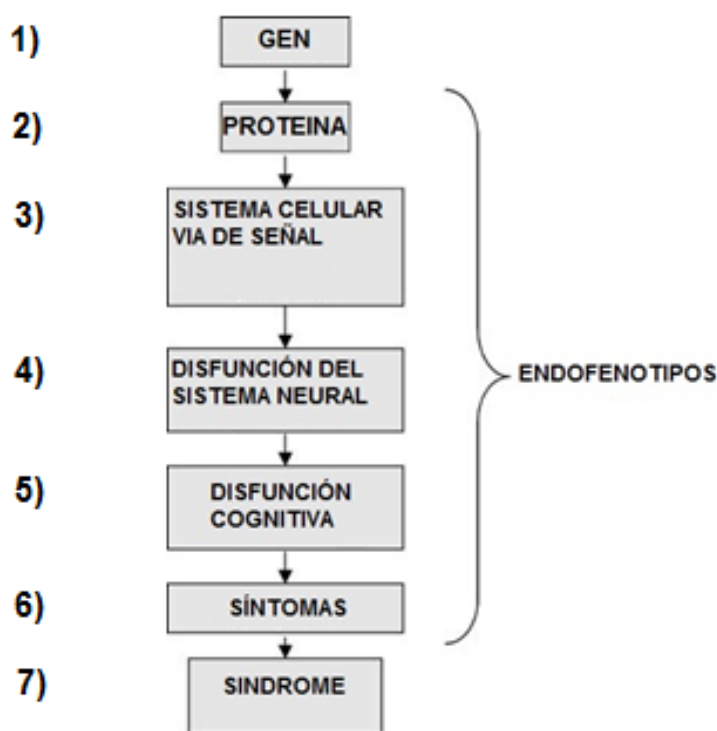 1) GEN
2) PROTEINA
3) SISTEMA CELULAR
VIA DE SEÑAL
4) DISFUNCIÓN DEL
SISTEMA NEURAL
ENDOFENOTIPOS
5) DISFUNCIÓN
COGNITIVA
6) SÍNTOMAS
7) SINDROME